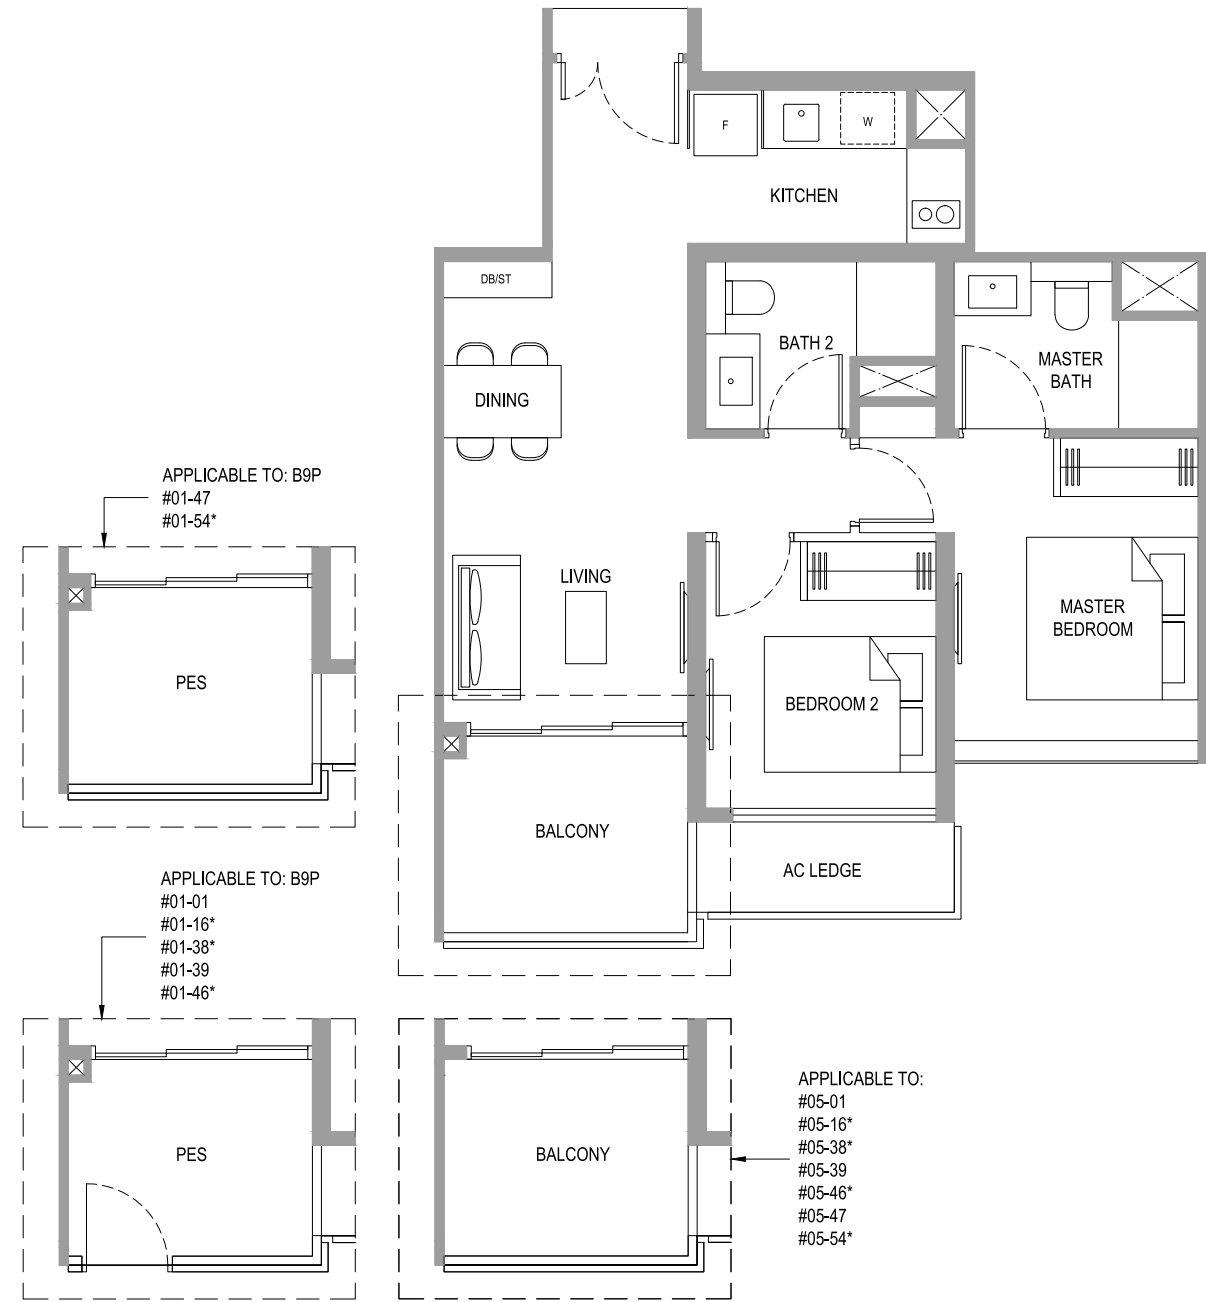 F
W
KITCHEN
DB/ST
BATH 2
MASTER
BATH
DINING
APPLICABLE TO: B9P
#01-47
#01-54*
LIVING
MASTER
BEDROOM
PES
BEDROOM 2
BALCONY
AC LEDGE
APPLICABLE TO: B9P
#01-01
#01-16*
#01-38*
#01-39
#01-46*
PES
BALCONY
APPLICABLE TO:
#05-01
#05-16*
#05-38*
#05-39
#05-46*
#05-47
#05-54*